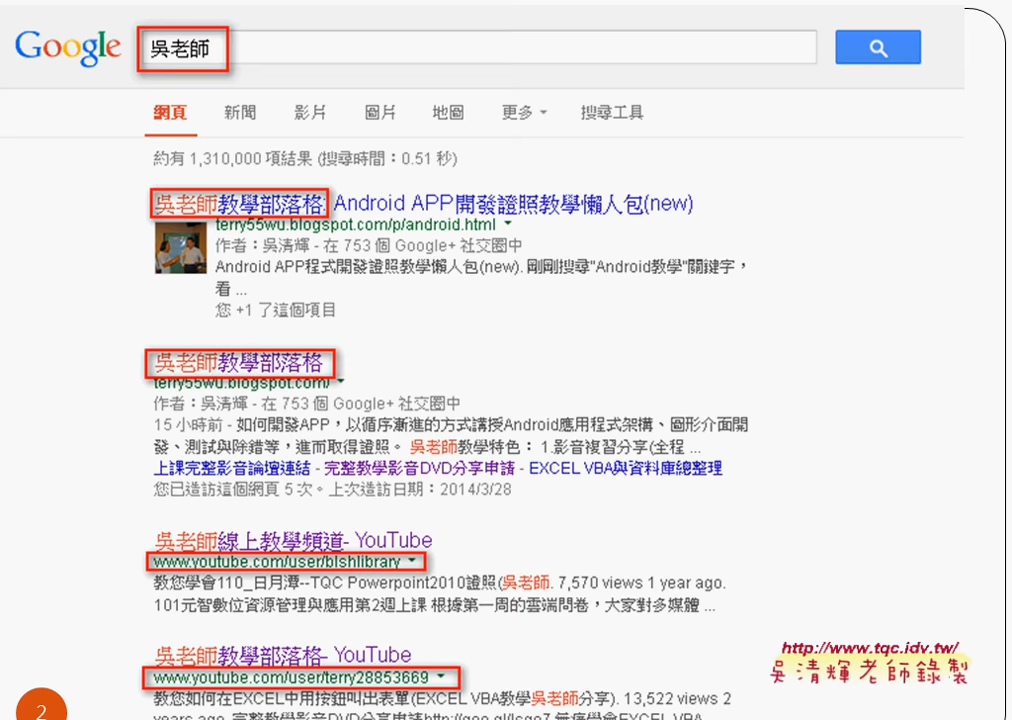 Google 吳老師
網頁 新聞 影片 圖片 地圖 更多 搜尋工具
約有 1,310,000 項結果 (搜尋時間:0.51 秒)
吳老師教學部落格: Android APP開發證照教學懶人包(new)
terry55wu.blogspot.com/p/android.html
作者:吳清輝 - 在 753 個 Google+ 社交圈中
Android APP程式開發證照教學懶人包(new). 剛剛搜尋"Android教學"關鍵字,
看 ...
您 +1 了這個項目
吳老師教學部落格
terry55wu.blogspot.com/
作者:吳清輝 - 在 753 個 Google+ 社交圈中
15 小時前 - 如何開發APP,以循序漸進的方式講授Android應用程式架構、圖形介面開
發、測試與除錯等,進而取得證照。 吳老師教學特色: 1.影音複習分享(全程 ...
上課完整影音論壇連結 - 完整教學影音DVD分享申請 - EXCEL VBA與資料庫總整理
您已造訪這個網頁 5 次。上次造訪日期:2014/3/28
吳老師線上教學頻道- YouTube
www.youtube.com/user/blshlibrary
教您學會110_日月潭--TQC Powerpoint2010證照(吳老師. 7,570 views 1 year ago.
101元智數位資源管理與應用第2週上課 根據第一周的雲端問卷,大家對多媒體 ...
吳老師教學部落格- YouTube
www.youtube.com/user/terry28853669
教您如何在EXCEL中用按鈕叫出表單(EXCEL VBA教學吳老師分享). 13,522 views 2
years ago. 完整教學影音DVD分享申請http://goo.gl/
http://www.tqc.idv.tw/
吳清輝老師錄製
2